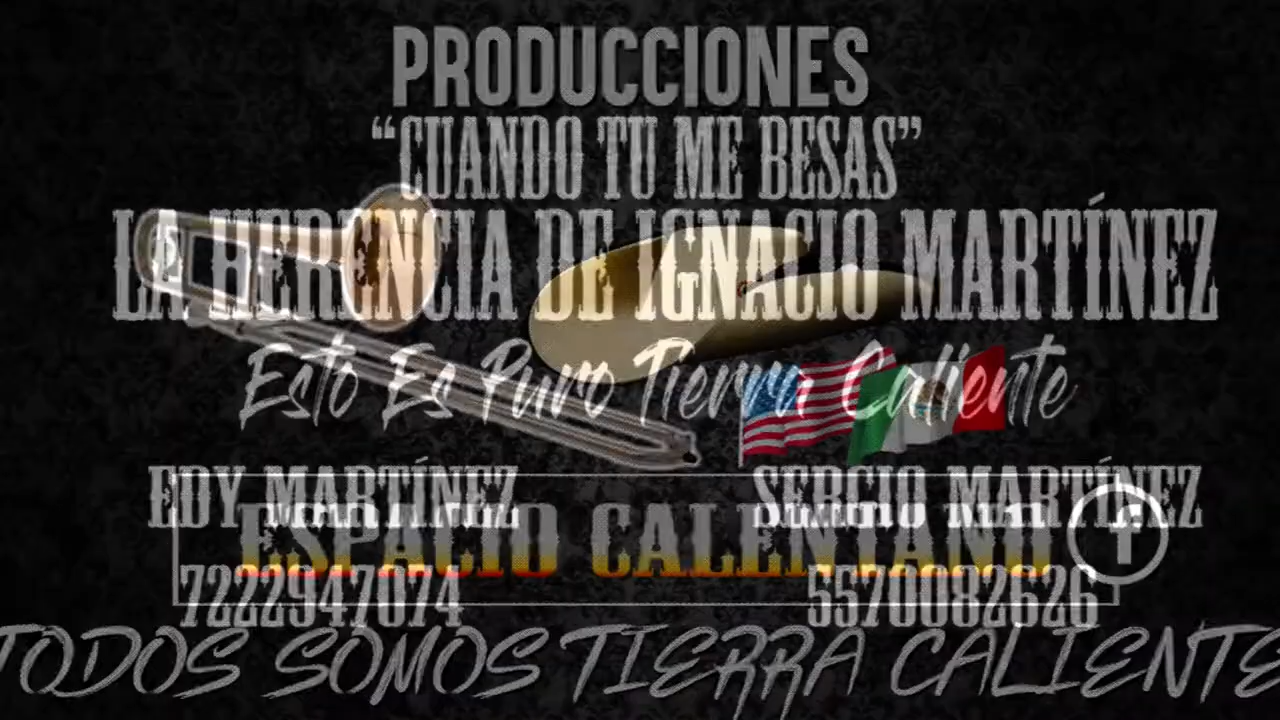 PRODUCCIONES
“CUANDO TU ME BESAS”
LA HERENCIA DE IGNACIO MARTÍNEZ
Esto Es Puro Tierra Caliente
EDY MARTÍNEZ
SERGIO MARTÍNEZ
ESPACIO CALENTANO
f
7222947074
5570082626
TODOS SOMOS TIERRA CALIENTE